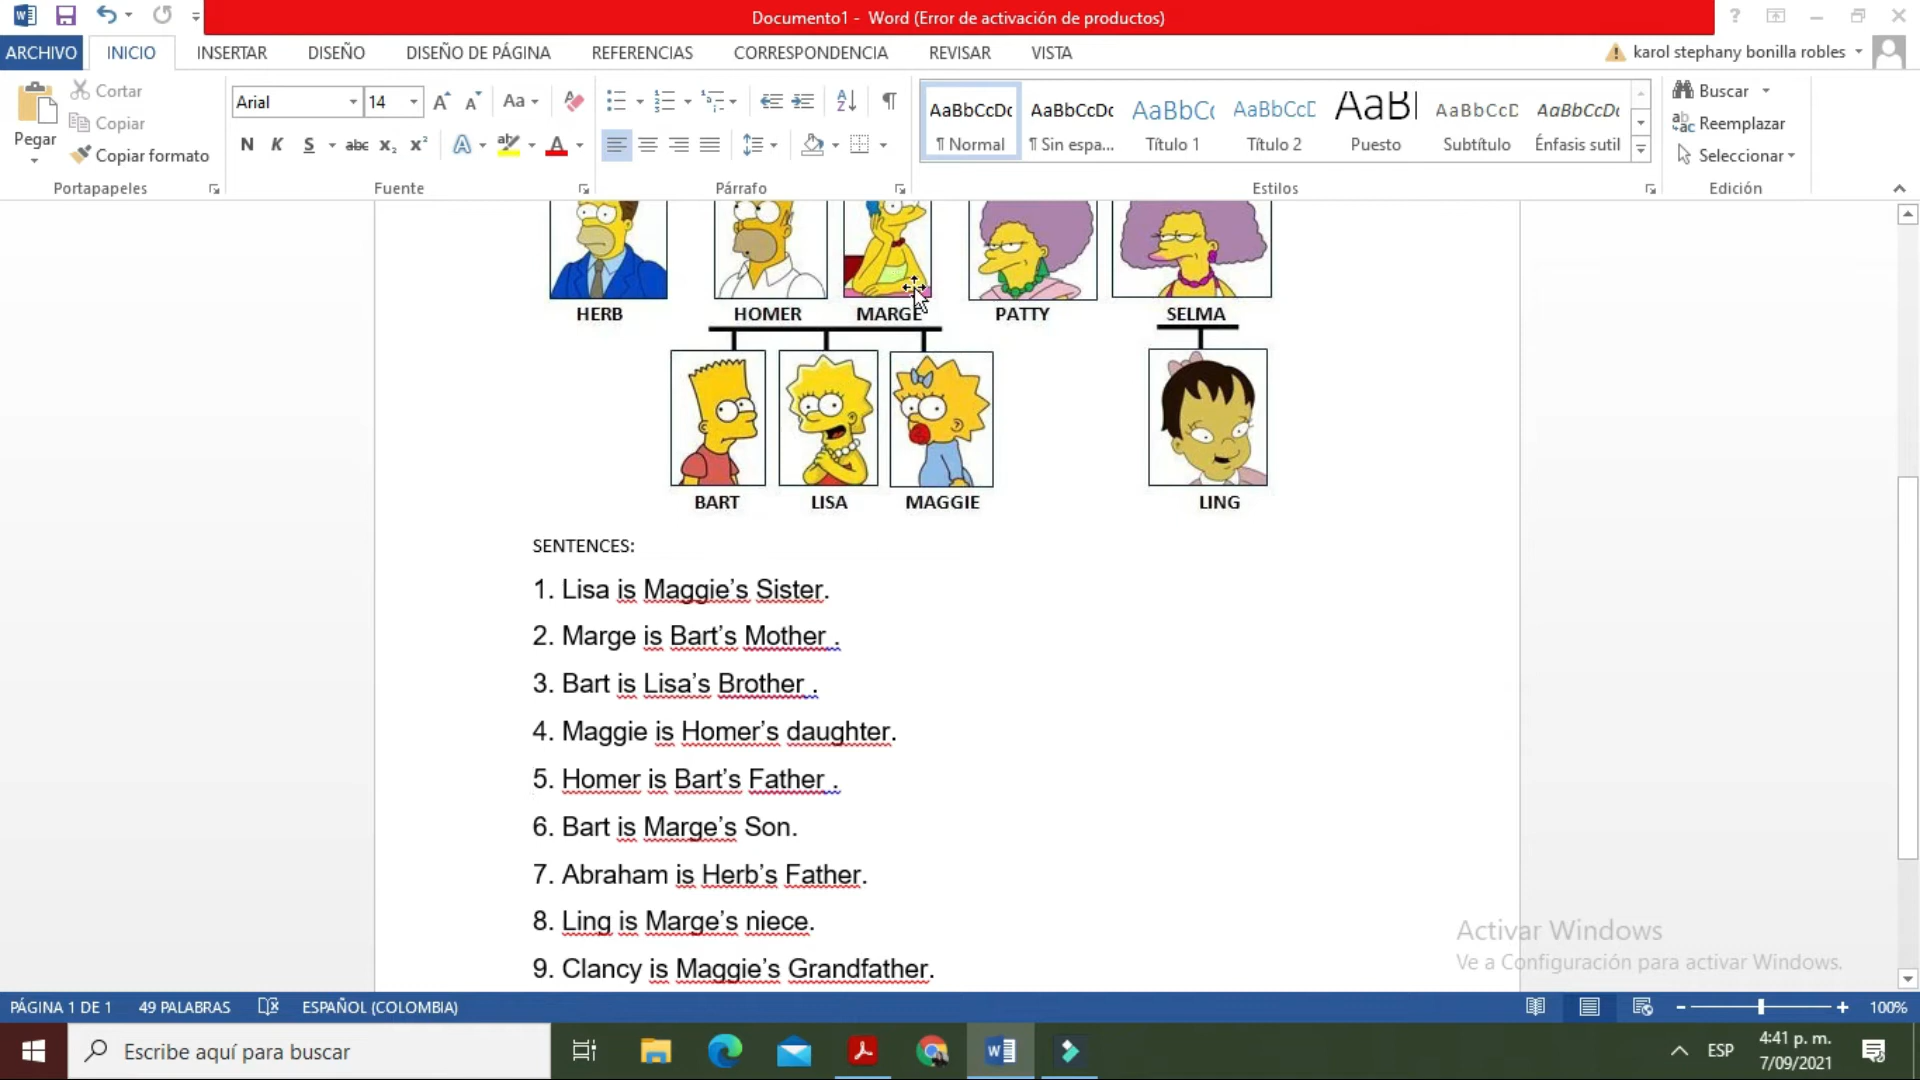 Documento1 - Word (Error de activación de productos)
?
ARCHIVO INICIO INSERTAR DISEÑO DISEÑO DE PÁGINA REFERENCIAS CORRESPONDENCIA REVISAR VISTA
karol stephany bonilla robles
Pegar
Cortar
Copiar
Copiar formato
Portapapeles
Arial 14
Aa
N K S abc x₂ x²
Fuente
Párrafo
AaBbCcDc ¶ Normal
AaBbCcDc ¶ Sin espa...
AaBbC( Título 1
AaBbCcC Título 2
AaB Puesto
AaBbCcD Subtítulo
AaBbCcDc Énfasis sutil
Estilos
Buscar
Reemplazar
Seleccionar
Edición
HERB HOMER MARGE PATTY SELMA
BART LISA MAGGIE LING
SENTENCES:
1. Lisa is Maggie’s Sister.
2. Marge is Bart’s Mother .
3. Bart is Lisa’s Brother .
4. Maggie is Homer’s daughter.
5. Homer is Bart’s Father .
6. Bart is Marge’s Son.
7. Abraham is Herb’s Father.
8. Ling is Marge’s niece.
9. Clancy is Maggie’s Grandfather.
Activar Windows
Ve a Configuración para activar Windows.
PÁGINA 1 DE 1 49 PALABRAS ESPAÑOL (COLOMBIA) 100%
Escribe aquí para buscar
ESP
4:41 p. m.
7/09/2021